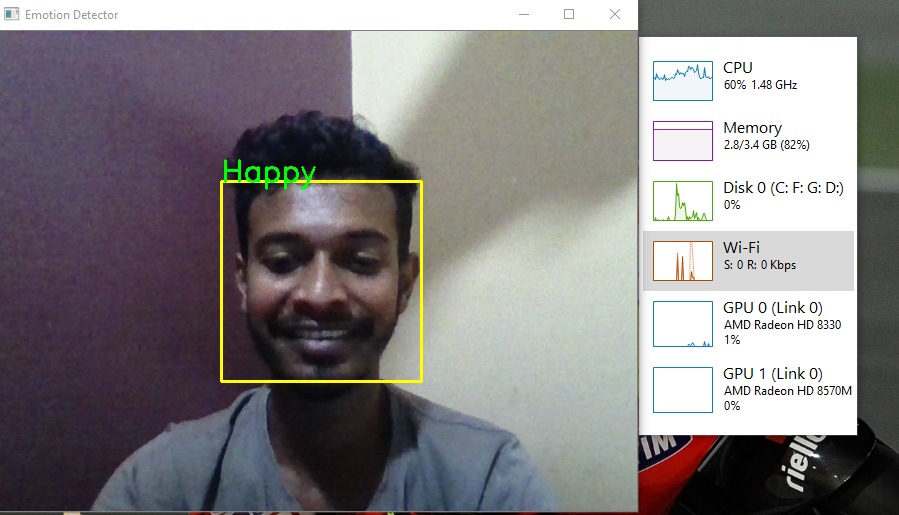 Emotion Detector
Happy
CPU
60% 1.48 GHz
Memory
2.8/3.4 GB (82%)
Disk 0 (C: F: G: D:)
0%
Wi-Fi
S: 0 R: 0 Kbps
GPU 0 (Link 0)
AMD Radeon HD 8330
1%
GPU 1 (Link 0)
AMD Radeon HD 8570M
0%
IM
riello